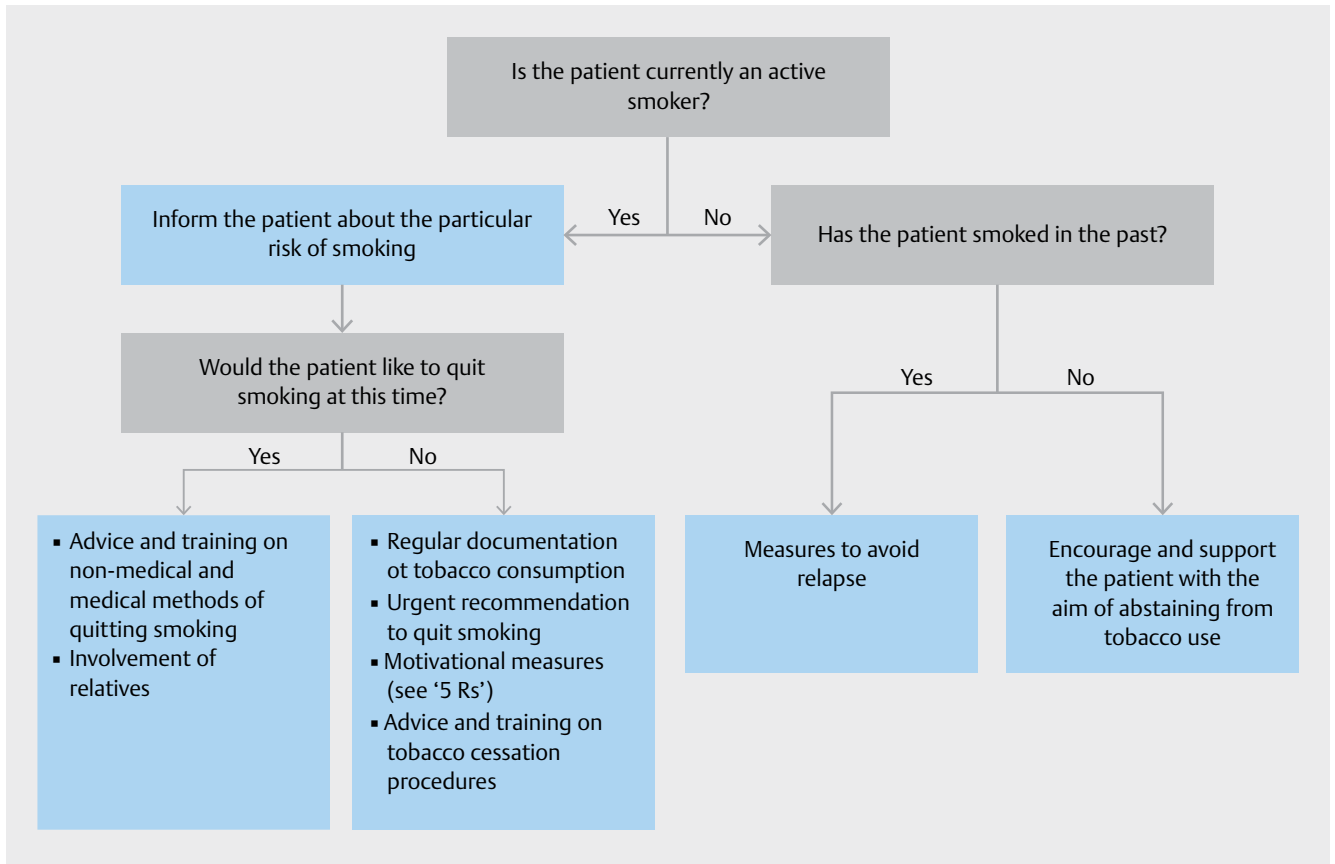 Is the patient currently an active
smoker?
Inform the patient about the particular
risk of smoking
Yes
No
Has the patient smoked in the past?
Would the patient like to quit
smoking at this time?
Yes
No
Yes
No
▪ Advice and training on
non-medical and
medical methods of
quitting smoking
▪ Involvement of
relatives
▪ Regular documentation
ot tobacco consumption
▪ Urgent recommendation
to quit smoking
▪ Motivational measures
(see ‘5 Rs’)
▪ Advice and training on
tobacco cessation
procedures
Measures to avoid
relapse
Encourage and support
the patient with the
aim of abstaining from
tobacco use